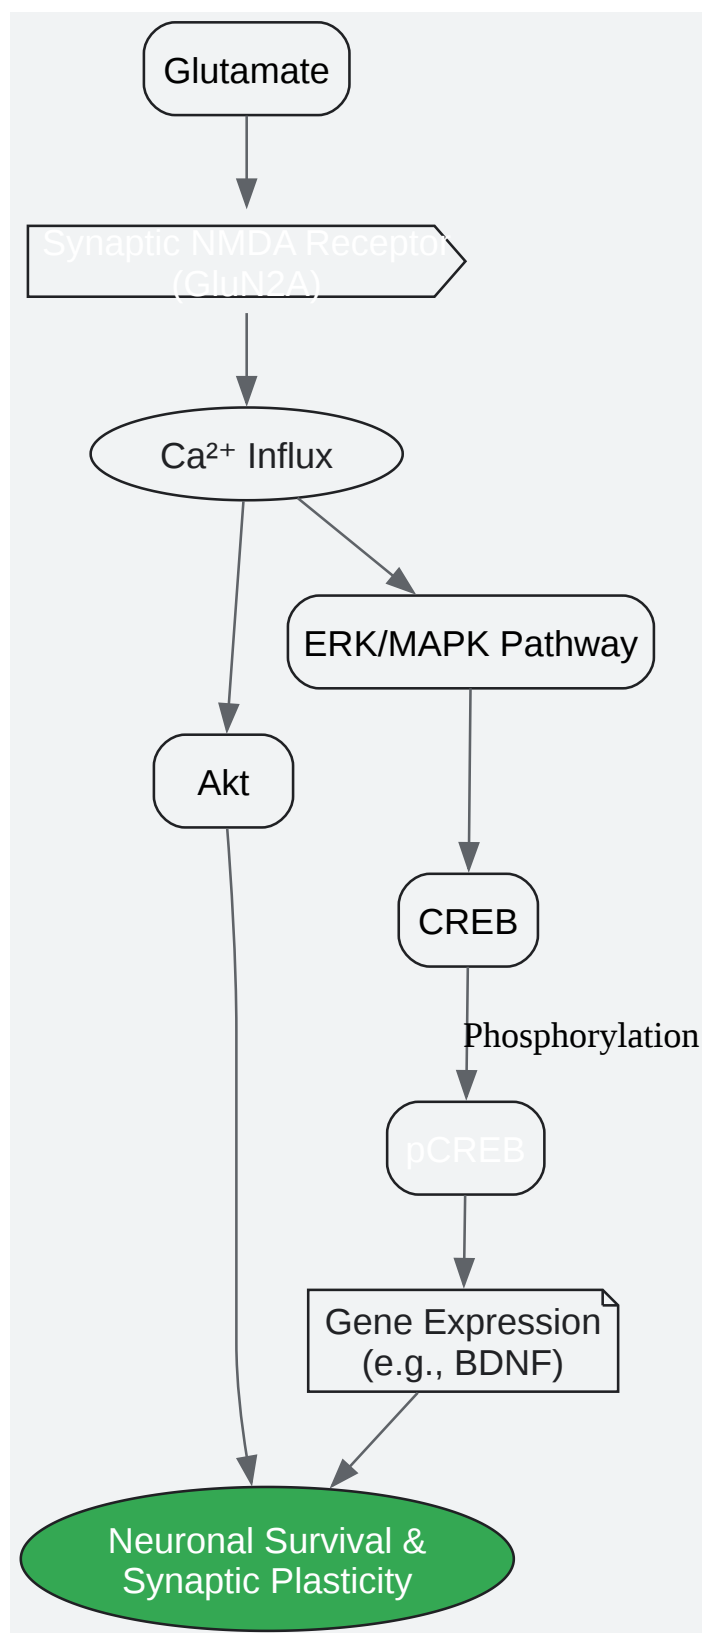 Glutamate
Synaptic NMDA Receptor
(GluN2A)
Ca²⁺ Influx
ERK/MAPK Pathway
Akt
CREB
Phosphorylation
pCREB
Gene Expression
(e.g., BDNF)
Neuronal Survival &
Synaptic Plasticity